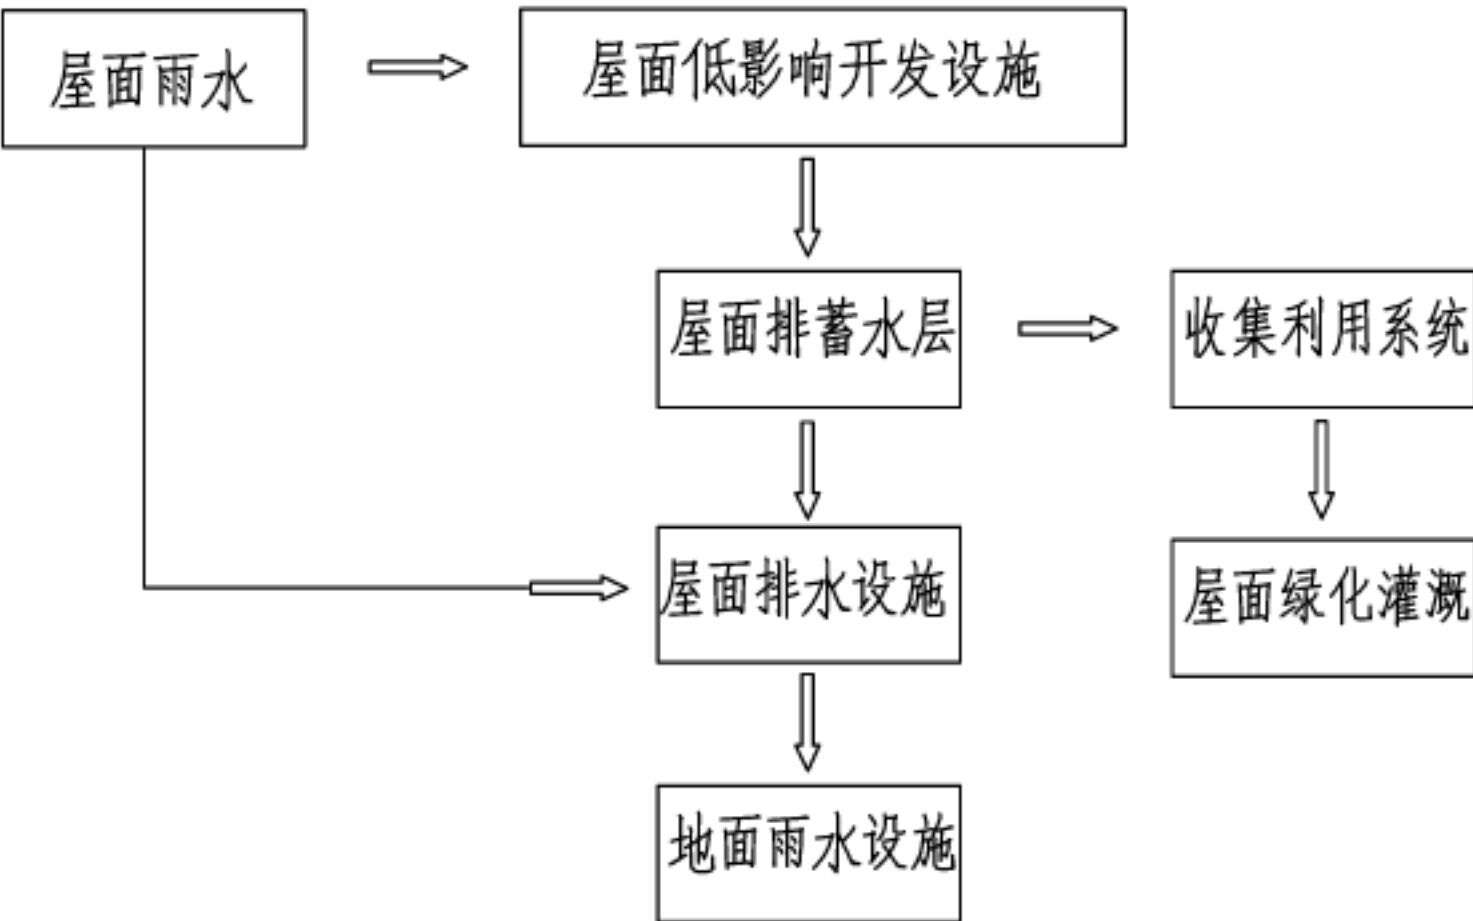 屋面雨水
屋面低影响开发设施
屋面排蓄水层
收集利用系统
屋面排水设施
屋面绿化灌溉
地面雨水设施